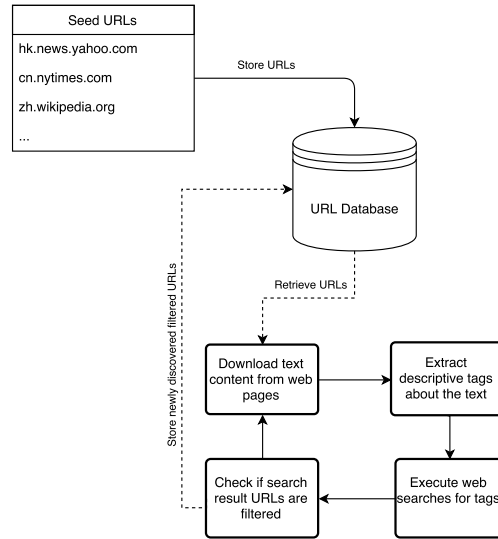 Seed URLs
hk.news.yahoo.com
cn.nytimes.com
zh.wikipedia.org
...
Store URLs
URL Database
Retrieve URLs
Store newly discovered filtered URLs
Download text
content from web
pages
Extract
descriptive tags
about the text
Check if search
result URLs are
filtered
Execute web
searches for tags